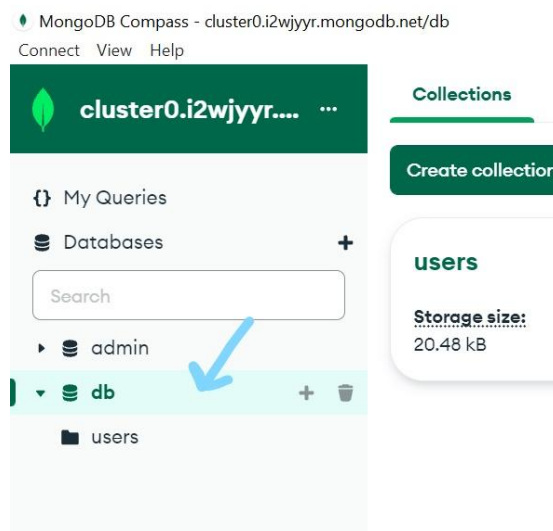 MongoDB Compass - cluster0.i2wjyyr.mongodb.net/db
Connect View Help
cluster0.i2wjyyr.... ...
{} My Queries
Databases +
Search
admin
db +
users
Collections
Create collection
users
Storage size:
20.48 kB